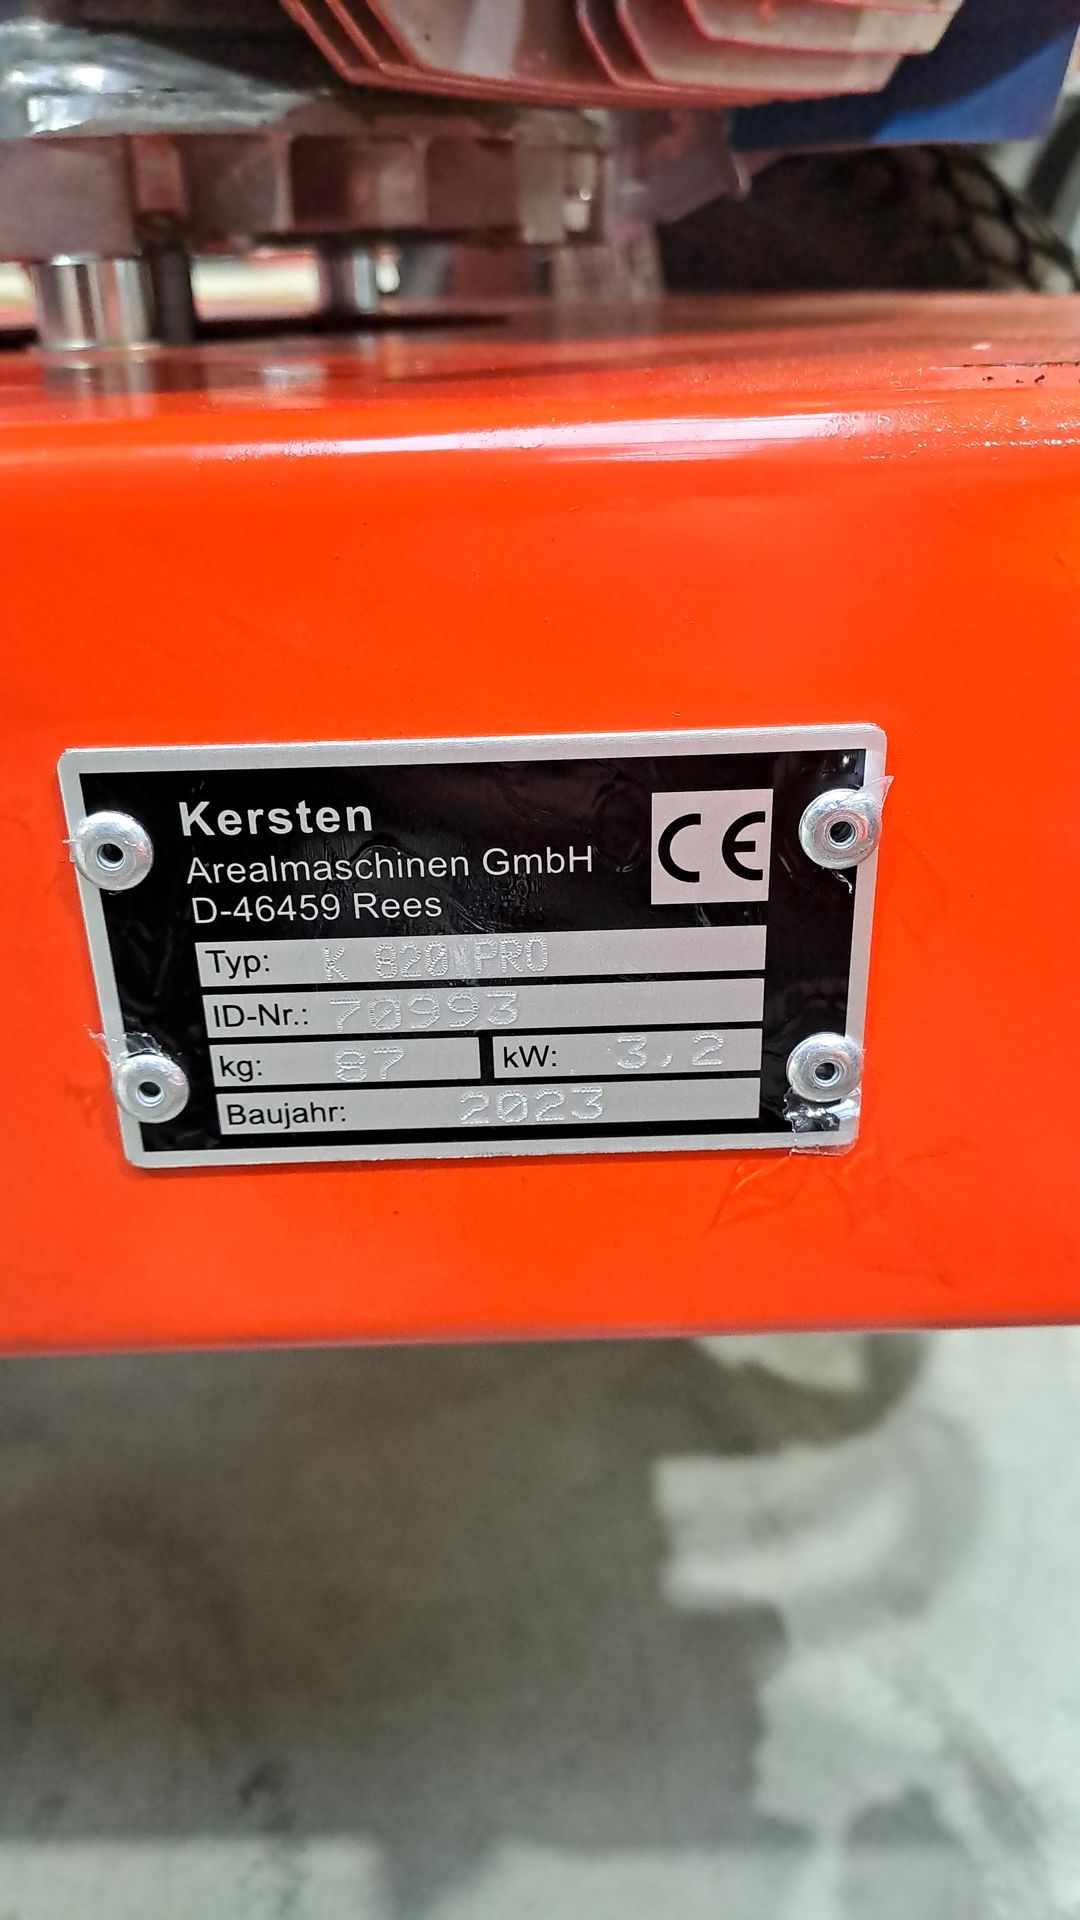 Kersten
Arealmaschinen GmbH
D-46459 Rees
CE
Typ: K 820 PRO
ID-Nr.: 70993
kg: 87 kW: 3,2
Baujahr: 2023